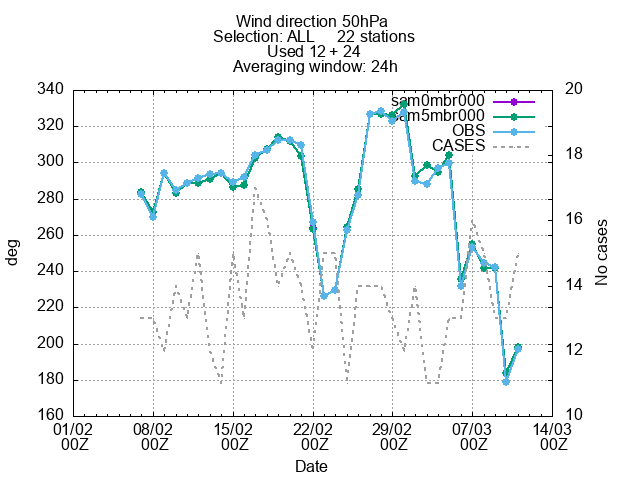 Wind direction 50hPa
Selection: ALL 22 stations
Used 12 + 24
Averaging window: 24h
340 20
sam0mbr000
sam5mbr000
OBS
CASES
320
300 18
280
260 16
240 14
220
200 12
180
160 10
deg
No cases
01/02 08/02 15/02 22/02 29/02 07/03 14/03
00Z 00Z 00Z 00Z 00Z 00Z 00Z
Date